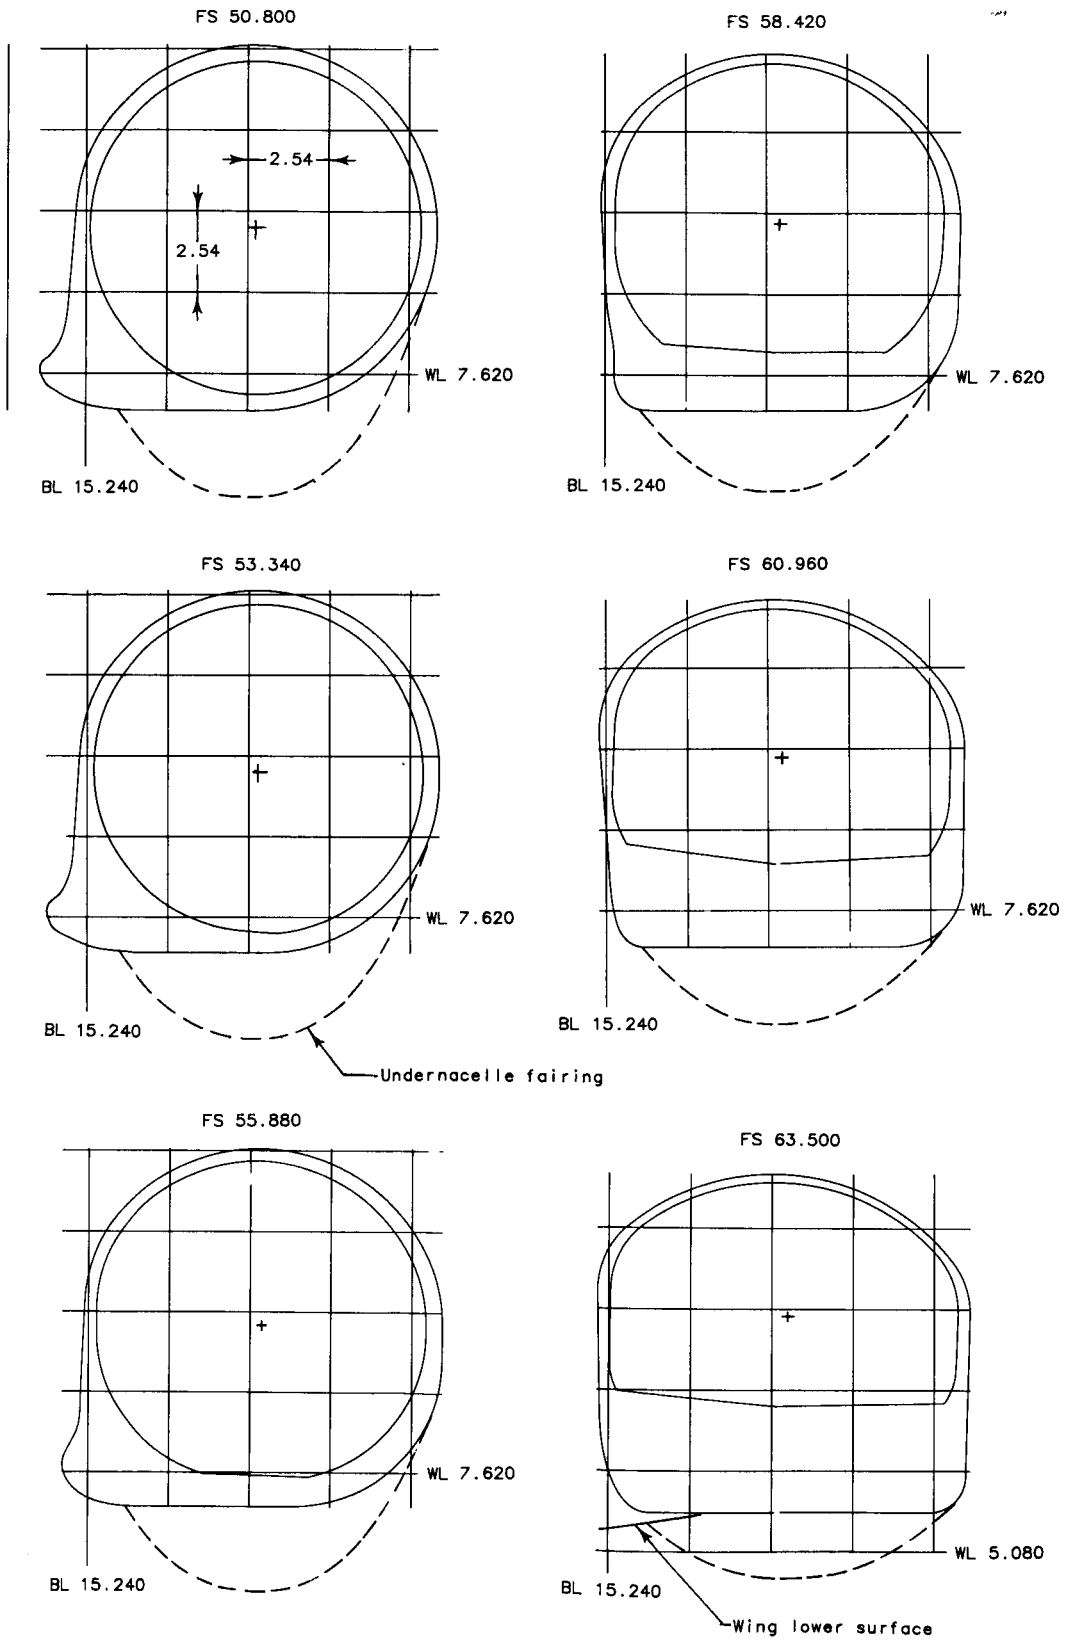 FS 50.800
2.54
2.54
WL 7.620
BL 15.240
FS 58.420
WL 7.620
BL 15.240
FS 53.340
WL 7.620
BL 15.240
Undernacelle fairing
FS 60.960
WL 7.620
BL 15.240
FS 55.880
WL 7.620
BL 15.240
FS 63.500
WL 5.080
BL 15.240
Wing lower surface